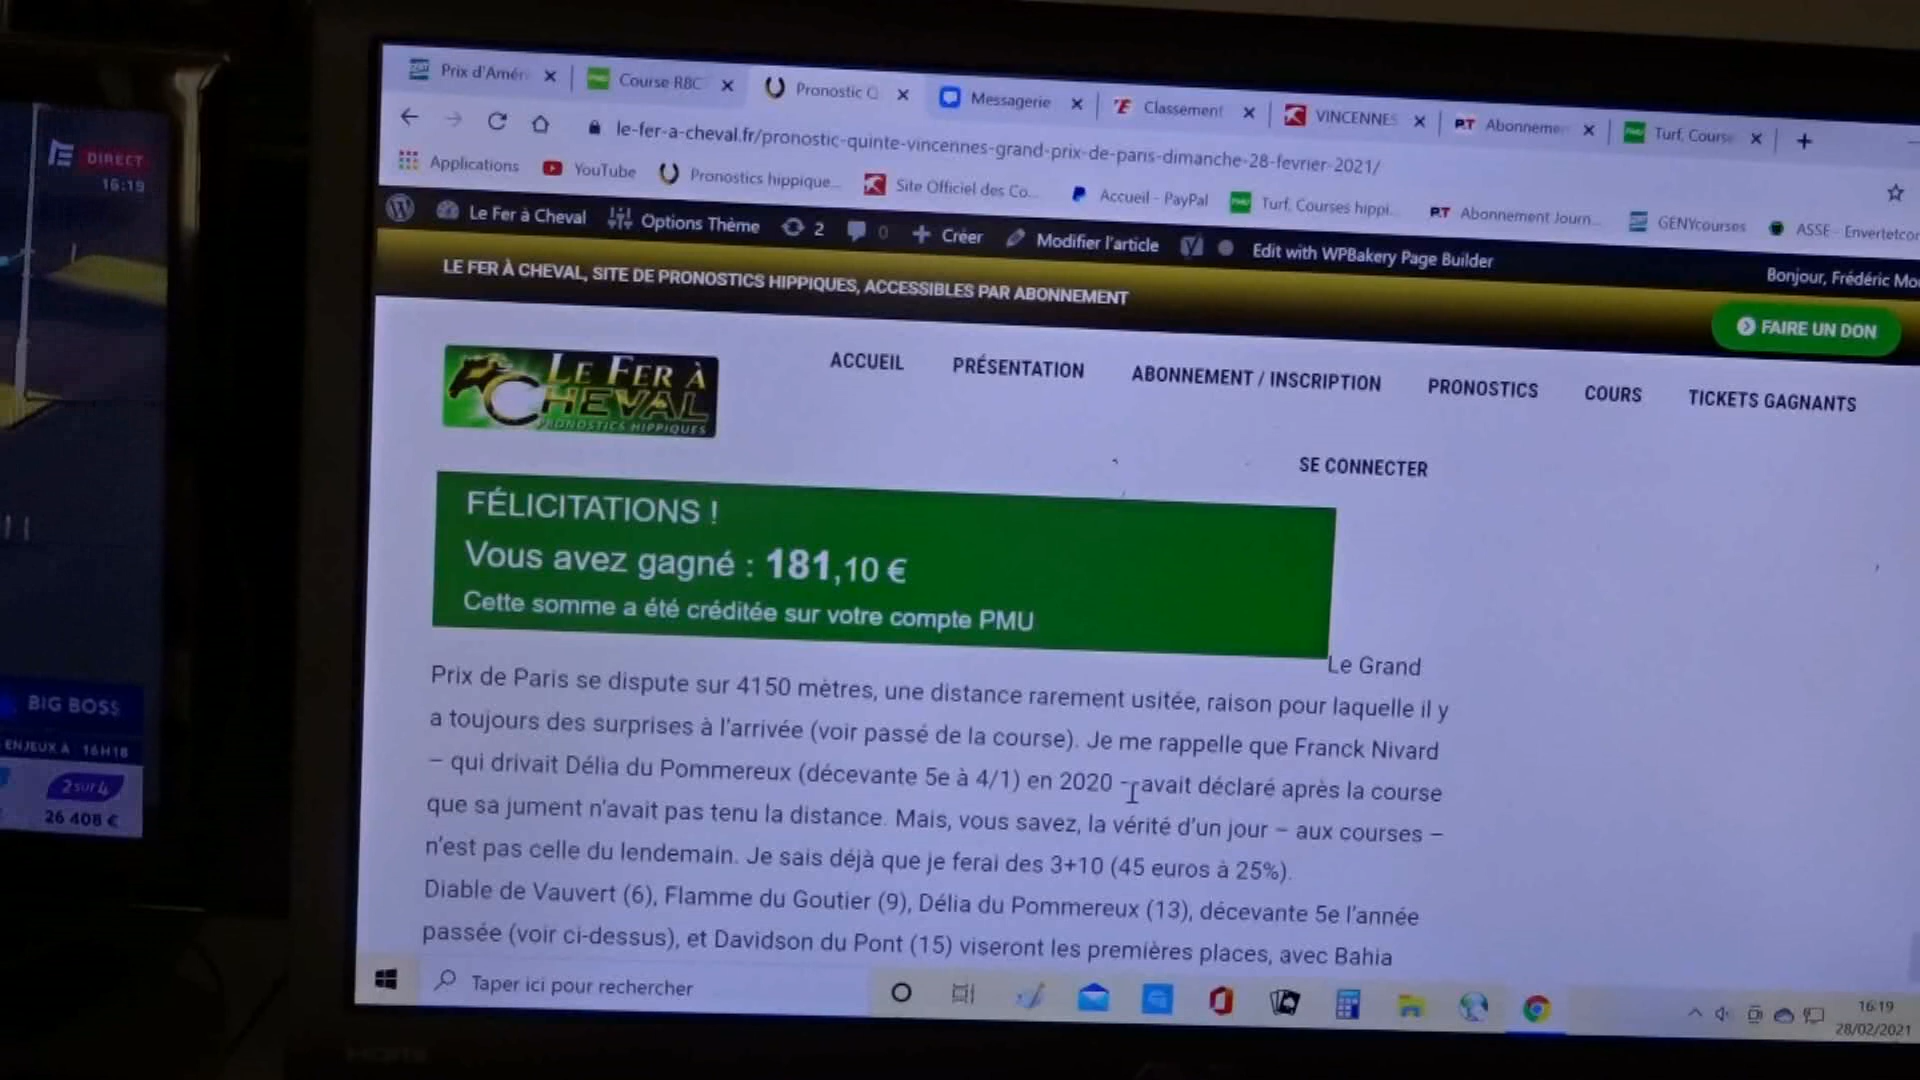 DIRECT
16:19
BIG BOSS
ENJEUX À 16H18
2 sur 4
26 408 €
Prix d'Amér
Course R8C
Pronostic Q
Messagerie
Classement
VINCENNES
Abonnemen
Turf, Course
le-fer-a-cheval.fr/pronostic-quinte-vincennes-grand-prix-de-paris-dimanche-28-fevrier-2021/
Applications
YouTube
Pronostics hippique...
Site Officiel des Co...
Accueil - PayPal
Turf, Courses hippi...
P.T Abonnement Journ...
GENYcourses
ASSE - Envertetcon
Le Fer à Cheval
Options Thème
2
0
Créer
Modifier l'article
Edit with WPBakery Page Builder
Bonjour, Frédéric Mo
LE FER À CHEVAL, SITE DE PRONOSTICS HIPPIQUES, ACCESSIBLES PAR ABONNEMENT
FAIRE UN DON
LE FER À
CHEVAL
PRONOSTICS HIPPIQUES
ACCUEIL
PRÉSENTATION
ABONNEMENT / INSCRIPTION
PRONOSTICS
COURS
TICKETS GAGNANTS
SE CONNECTER
FÉLICITATIONS !
Vous avez gagné : 181,10 €
Cette somme a été créditée sur votre compte PMU
Le Grand
Prix de Paris se dispute sur 4150 mètres, une distance rarement usitée, raison pour laquelle il y
a toujours des surprises à l'arrivée (voir passé de la course). Je me rappelle que Franck Nivard
– qui drivait Délia du Pommereux (décevante 5e à 4/1) en 2020 – avait déclaré après la course
que sa jument n'avait pas tenu la distance. Mais, vous savez, la vérité d'un jour – aux courses –
n'est pas celle du lendemain. Je sais déjà que je ferai des 3+10 (45 euros à 25%).
Diable de Vauvert (6), Flamme du Goutier (9), Délia du Pommereux (13), décevante 5e l'année
passée (voir ci-dessus), et Davidson du Pont (15) viseront les premières places, avec Bahia
Taper ici pour rechercher
16:19
28/02/2021
HDMI